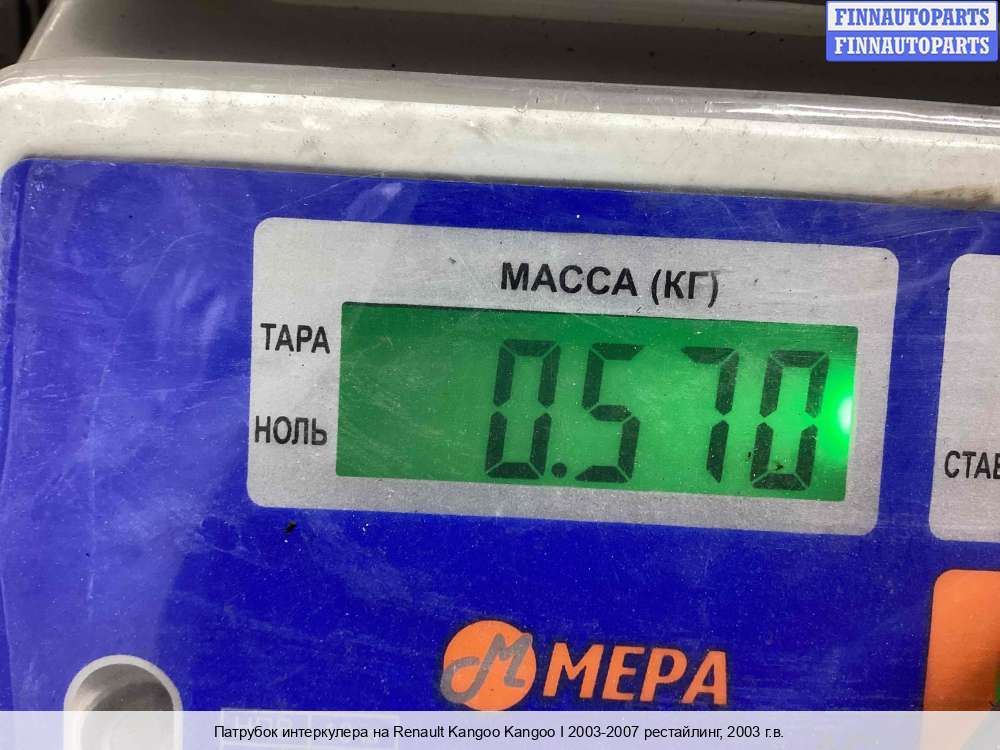 FINNAUTOPARTS
FINNAUTOPARTS
МАССА (КГ)
ТАРА
0.570
НОЛЬ
МЕРА
Патрубок интеркулера на Renault Kangoo Kangoo I 2003-2007 рестайлинг, 2003 г.в.